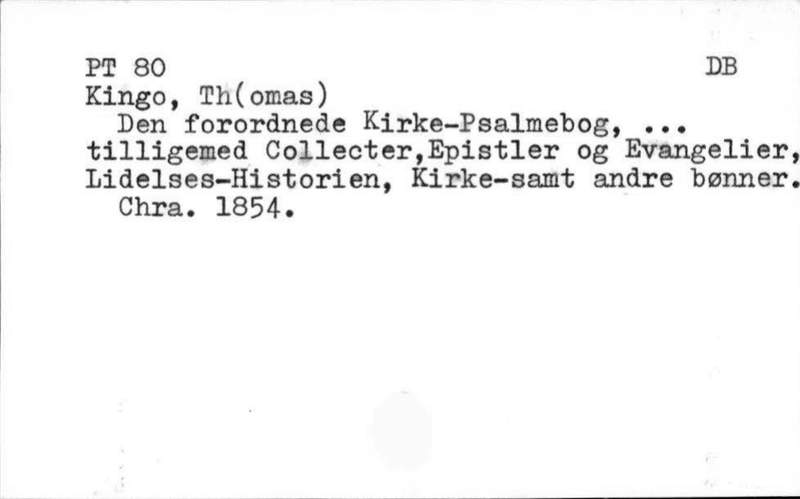 PT 80 DB
Kingo, Th(omas)
Den forordnede Kirke-Psalmebog, ...
tilligemed Collecter,Epistler og Evangelier,
Lidelses-Historien, Kirke-samt andre bønner.
Chra. 1854.